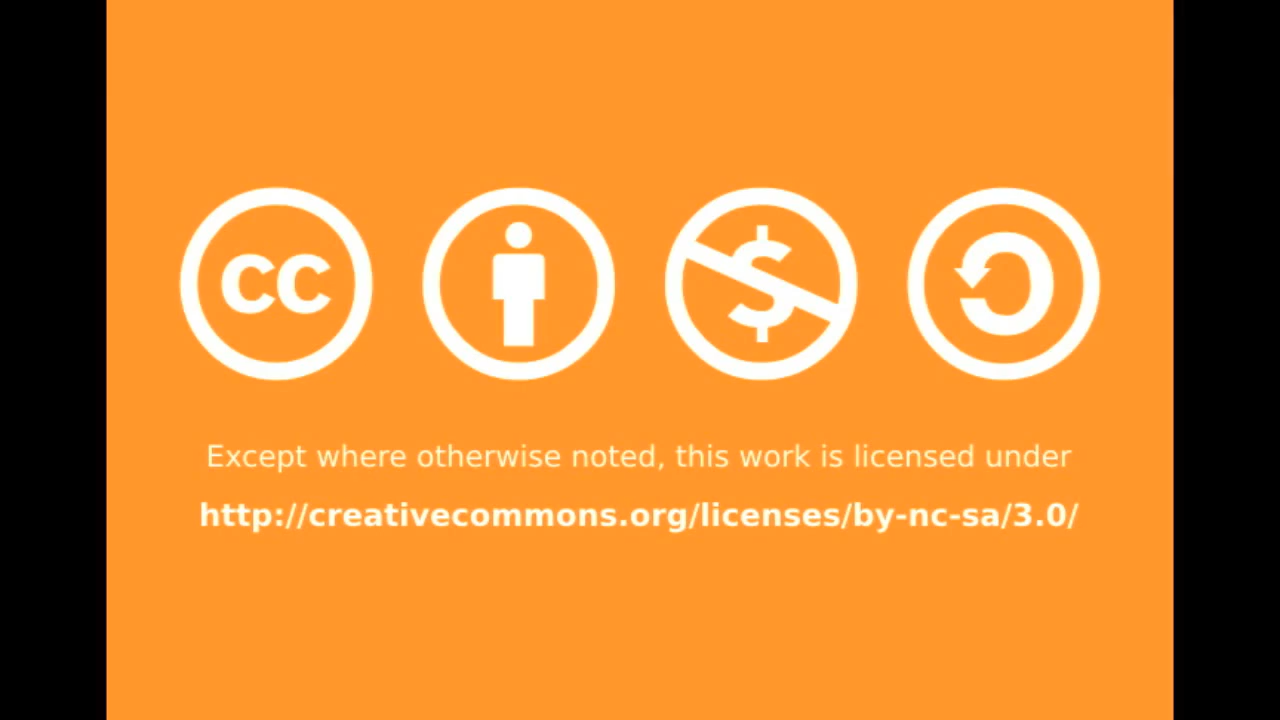 cc
Except where otherwise noted, this work is licensed under
http://creativecommons.org/licenses/by-nc-sa/3.0/